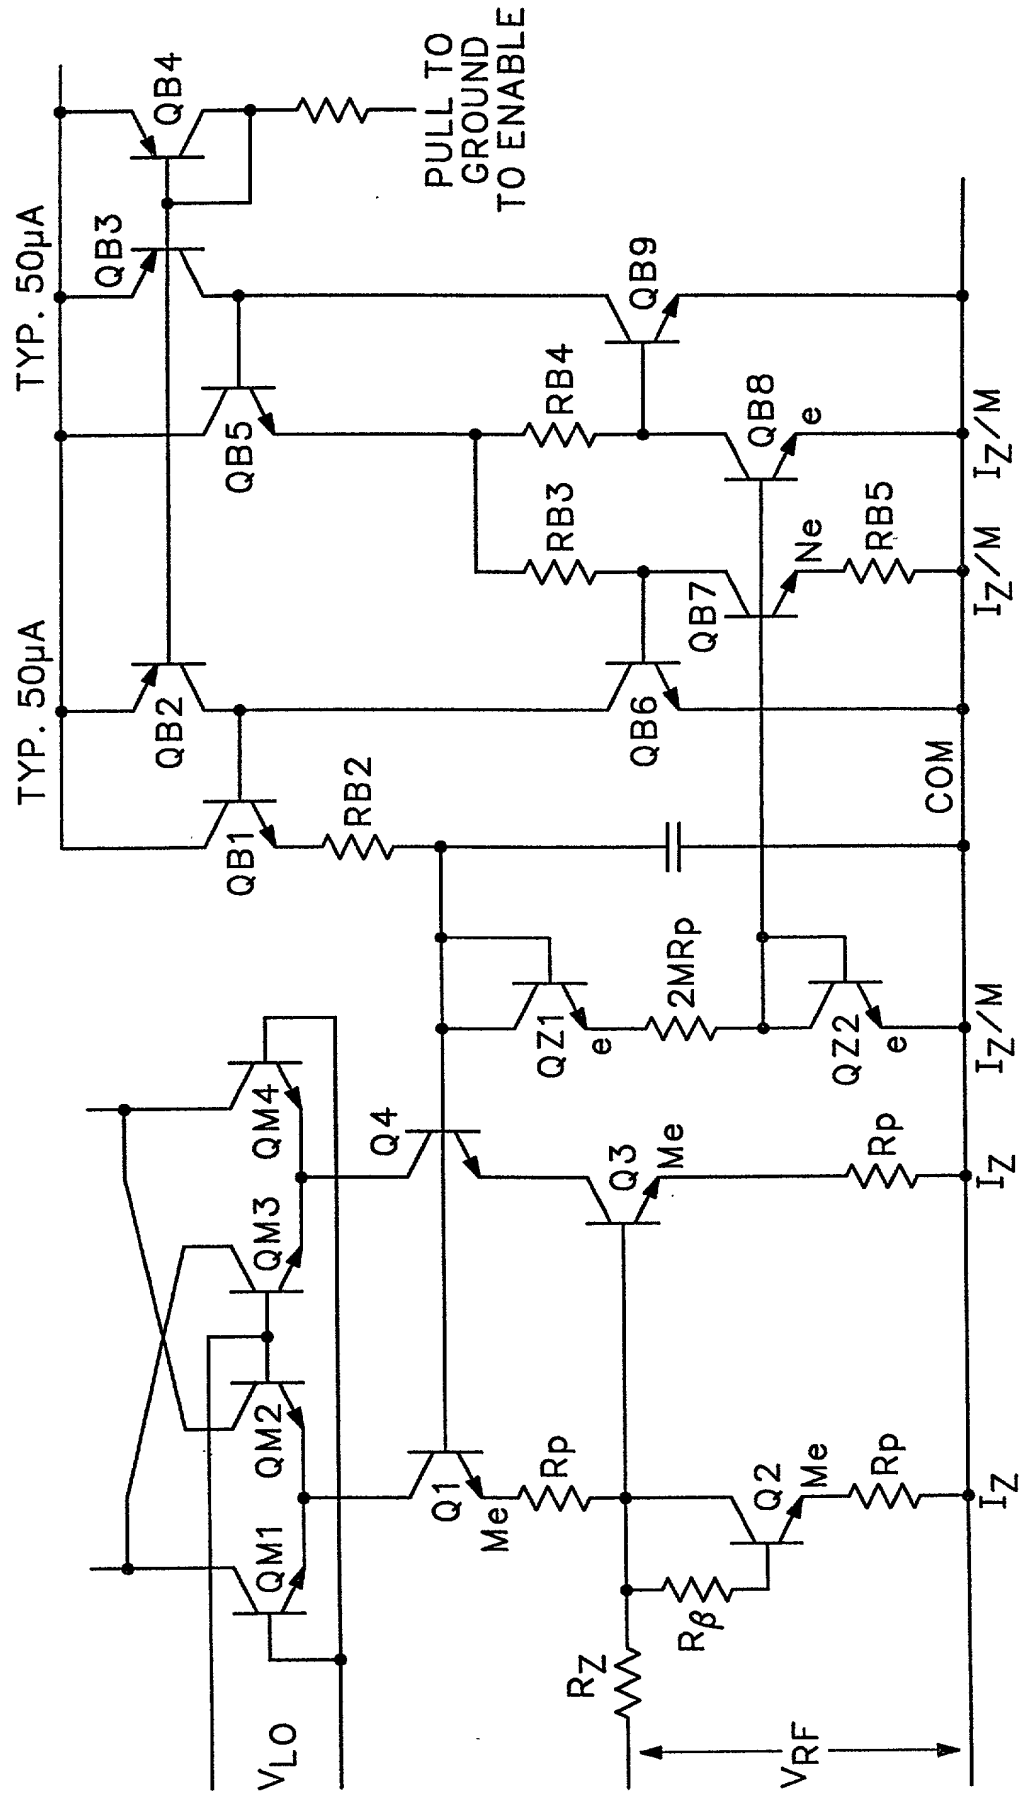 TYP. 50µA
TYP. 50µA
QB4
QB3
QB2
QB5
QB1
PULL TO
GROUND
TO ENABLE
RB2
RB3
RB4
QB9
QB6
QB7
QB8
Ne
e
RB5
COM
V_LO
QM1
QM2
QM3
QM4
Q1
Me
Rp
Q4
QZ1
e
2MRp
QZ2
e
R_Z
R_β
Q2
Me
Rp
Q3
Me
Rp
V_RF
I_Z
I_Z
I_Z/M
I_Z/M
I_Z/M